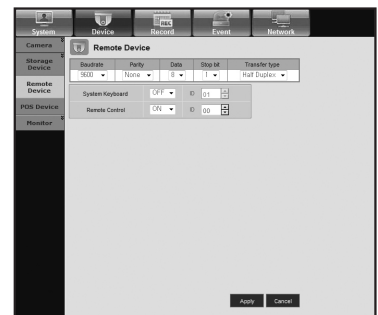 REC
System Device Record Event Network
Camera
Remote Device
Storage Device
Baudrate Parity Data Stop bit Transfer type
9600 None 8 1 Half Duplex
Remote Device
System Keyboard OFF ID 01
Remote Control ON ID 00
POS Device
Monitor
Apply Cancel